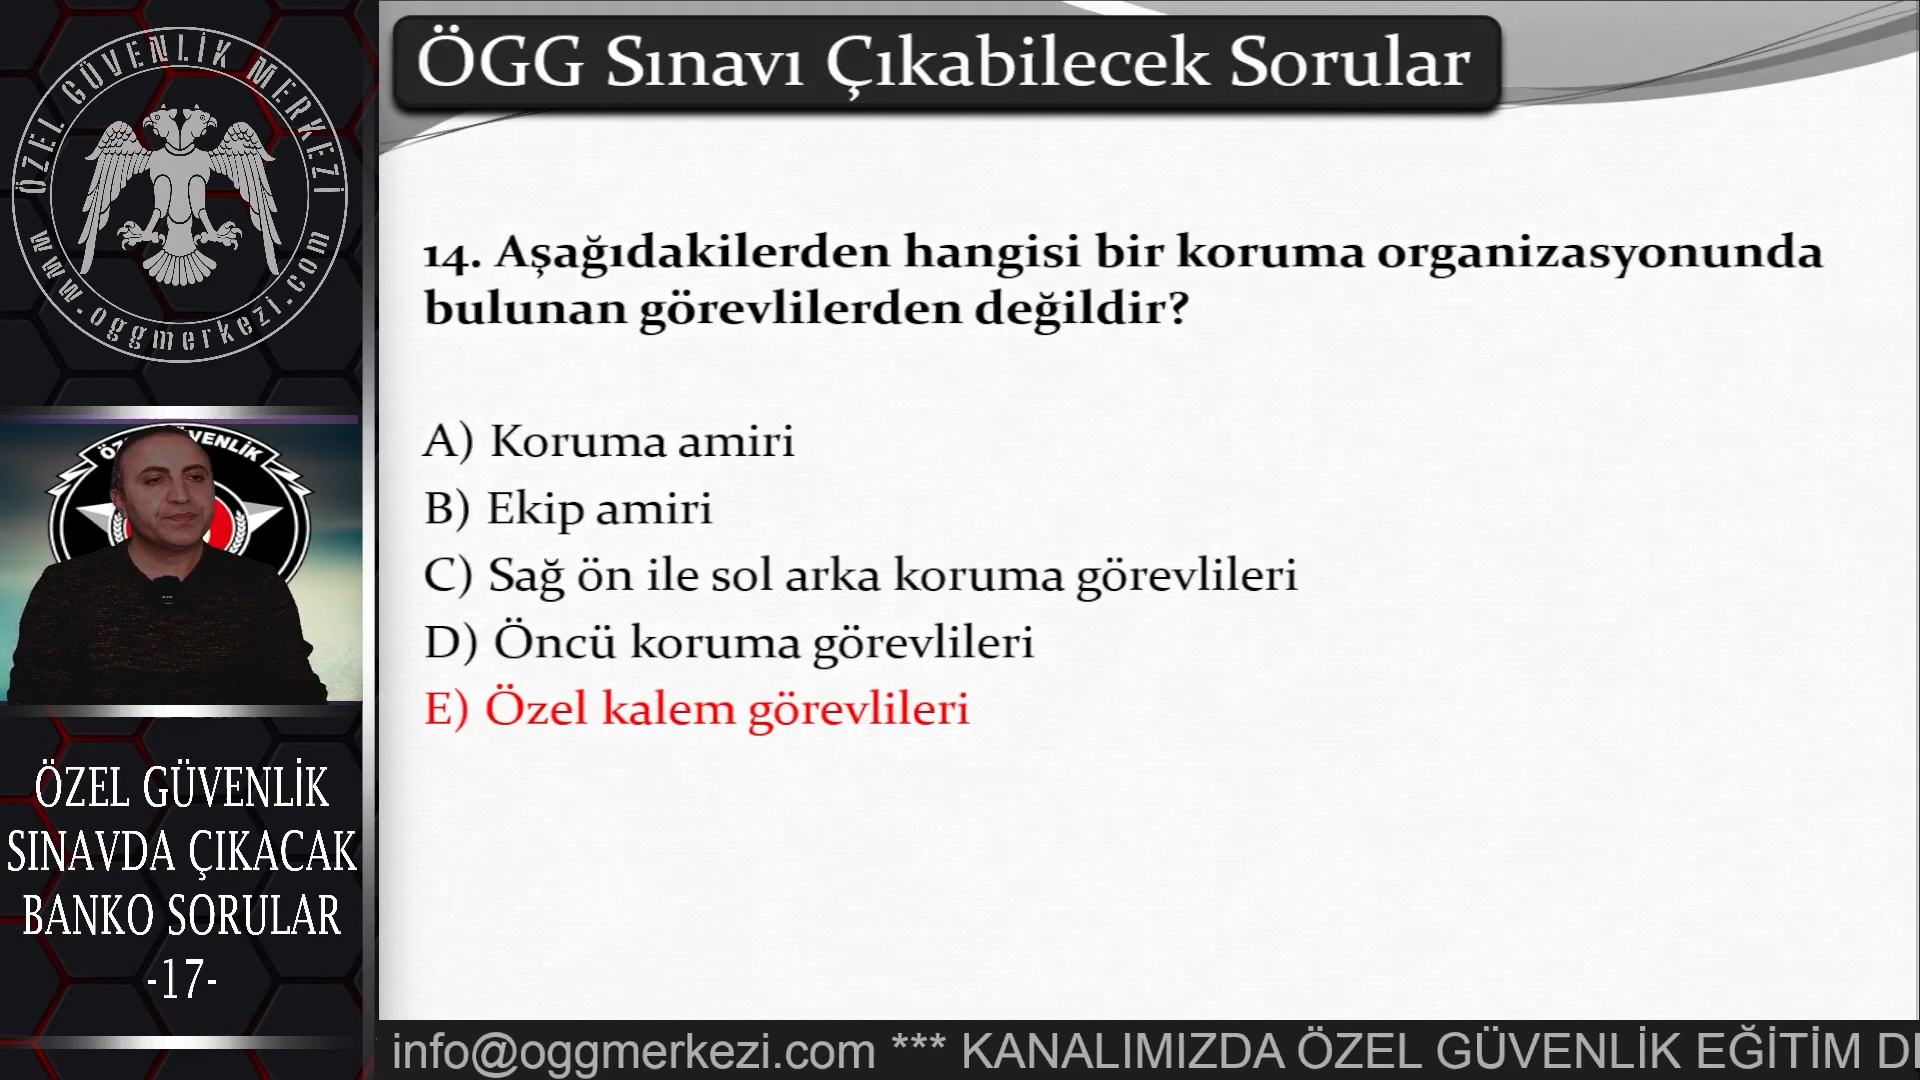 ÖZEL GÜVENLİK MERKEZİ
www.oggmerkezi.com
ÖGG Sınavı Çıkabilecek Sorular
14. Aşağıdakilerden hangisi bir koruma organizasyonunda
bulunan görevlilerden değildir?
A) Koruma amiri
B) Ekip amiri
C) Sağ ön ile sol arka koruma görevlileri
D) Öncü koruma görevlileri
E) Özel kalem görevlileri
ÖZEL GÜVENLİK
SINAVDA ÇIKACAK
BANKO SORULAR
-17-
info@oggmerkezi.com *** KANALIMIZDA ÖZEL GÜVENLİK EĞİTİM